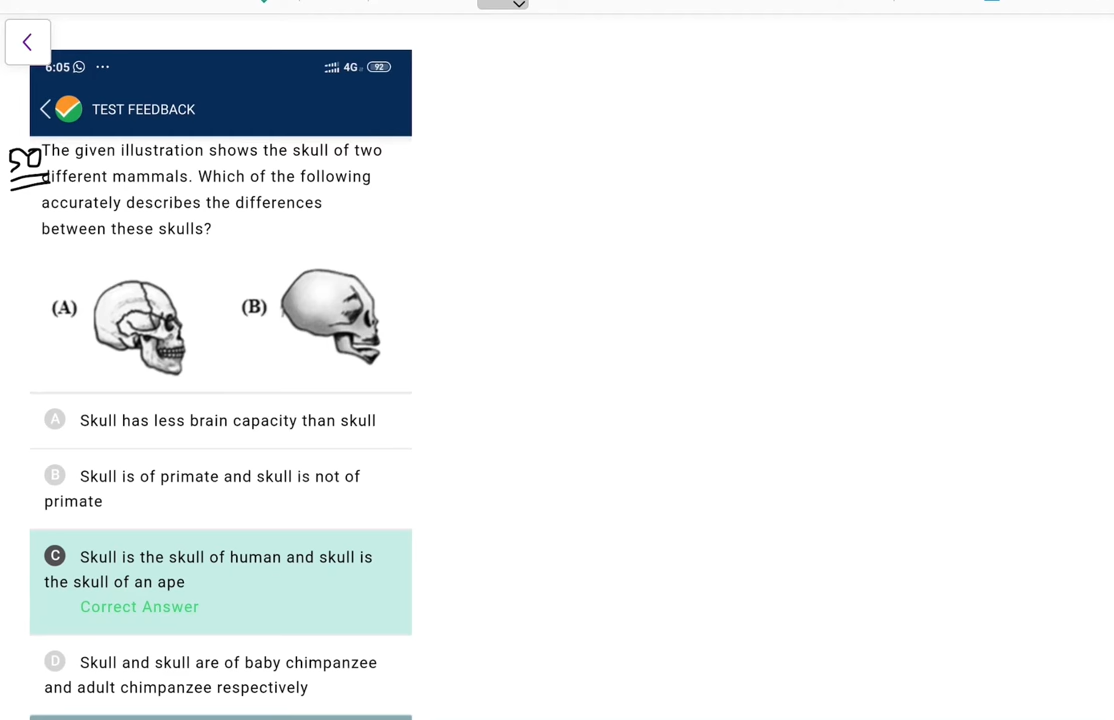 6:05 ... 4G 92
TEST FEEDBACK
50
The given illustration shows the skull of two
different mammals. Which of the following
accurately describes the differences
between these skulls?
(A) (B)
A Skull has less brain capacity than skull
B Skull is of primate and skull is not of
primate
C Skull is the skull of human and skull is
the skull of an ape
Correct Answer
D Skull and skull are of baby chimpanzee
and adult chimpanzee respectively